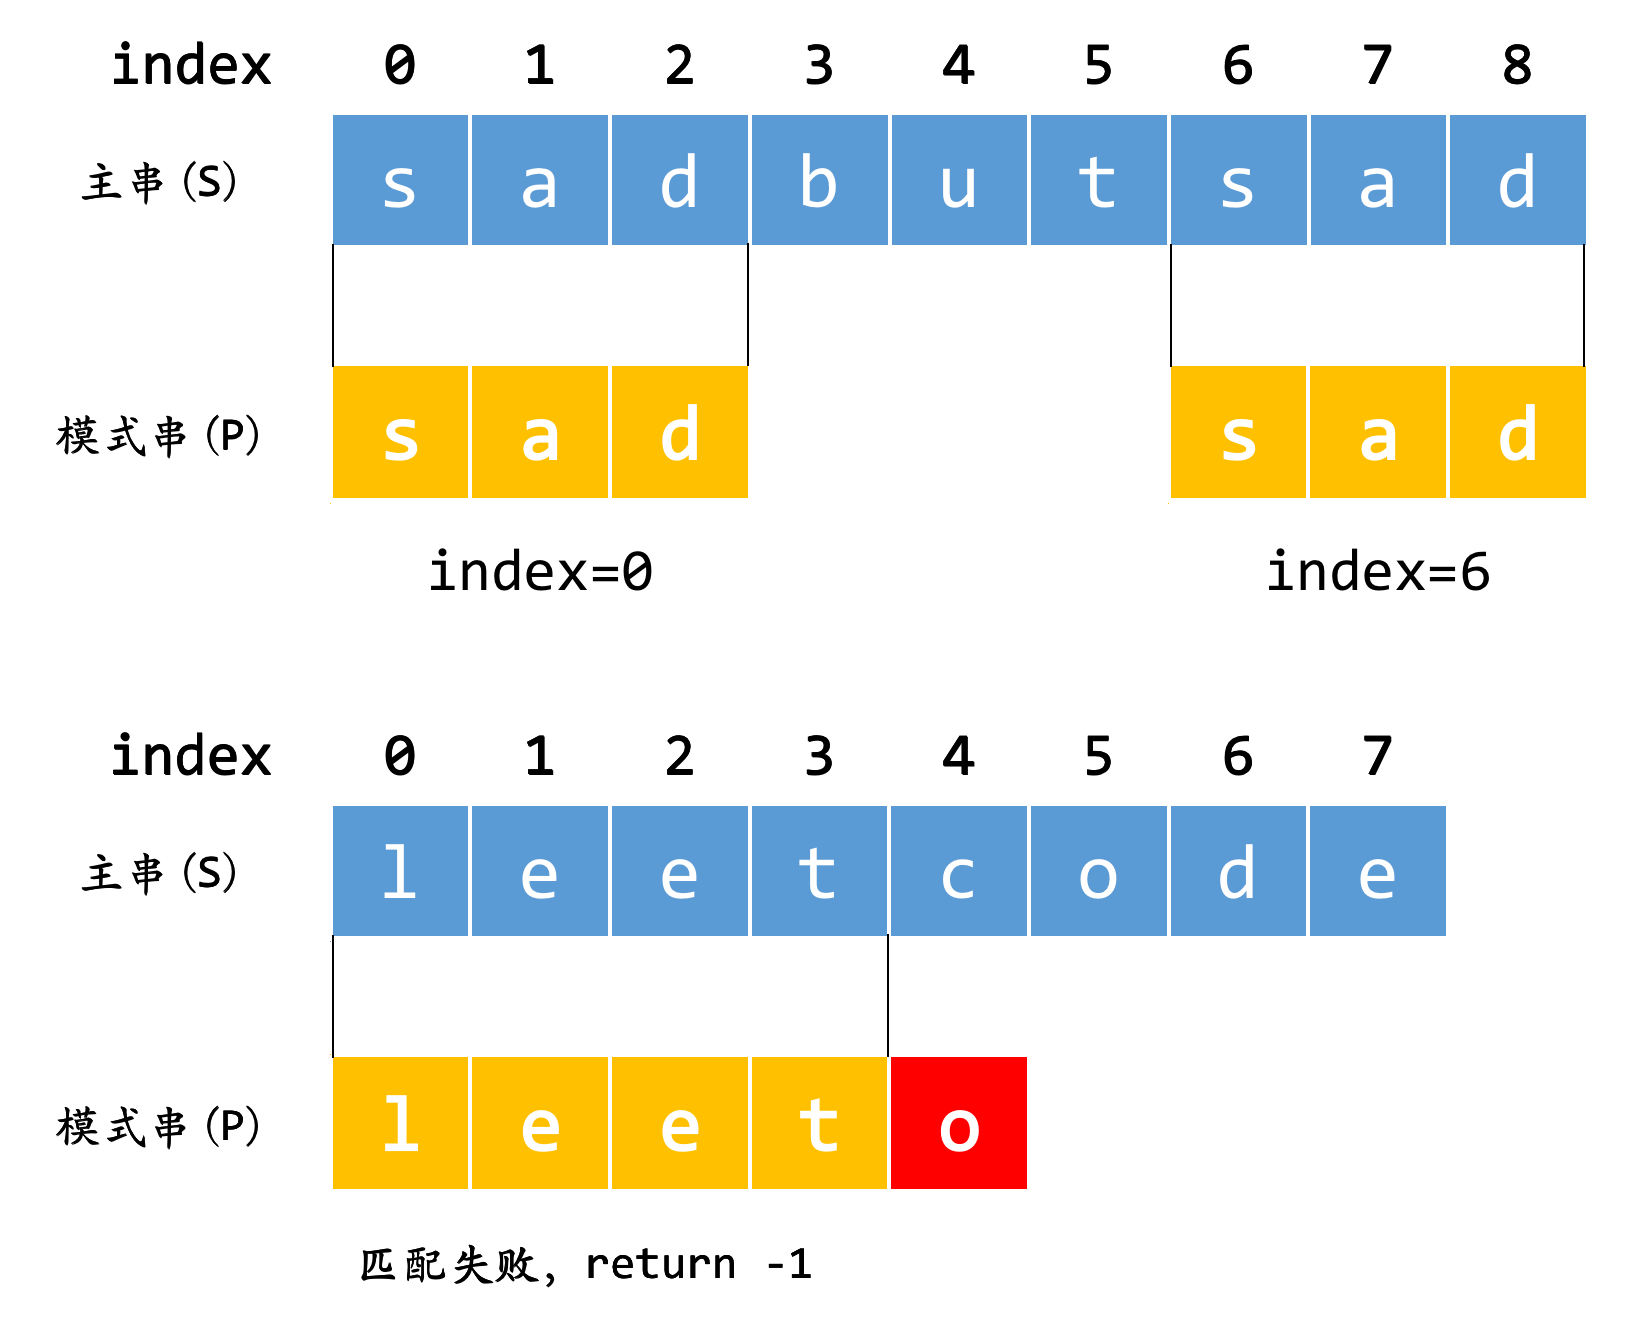 index 0 1 2 3 4 5 6 7 8
主串(S) s a d b u t s a d
模式串(P) s a d s a d
index=0 index=6
index 0 1 2 3 4 5 6 7
主串(S) l e e t c o d e
模式串(P) l e e t o
匹配失败, return -1